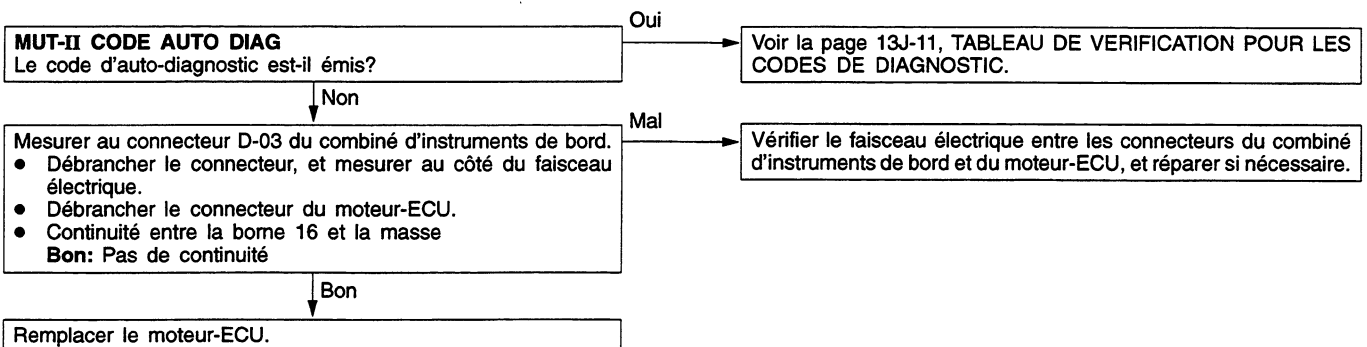 Oui
MUT-II CODE AUTO DIAG
Le code d'auto-diagnostic est-il émis?
Voir la page 13J-11, TABLEAU DE VERIFICATION POUR LES
CODES DE DIAGNOSTIC.
Non
Mal
Mesurer au connecteur D-03 du combiné d'instruments de bord.
● Débrancher le connecteur, et mesurer au côté du faisceau
électrique.
● Débrancher le connecteur du moteur-ECU.
● Continuité entre la borne 16 et la masse
Bon: Pas de continuité
Vérifier le faisceau électrique entre les connecteurs du combiné
d'instruments de bord et du moteur-ECU, et réparer si nécessaire.
Bon
Remplacer le moteur-ECU.